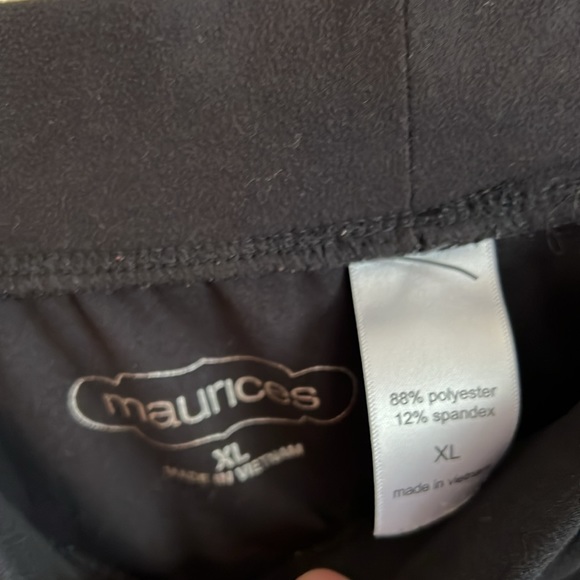 maurices
XL
MADE IN VIETNAM
88% polyester
12% spandex
XL
made in vietnam